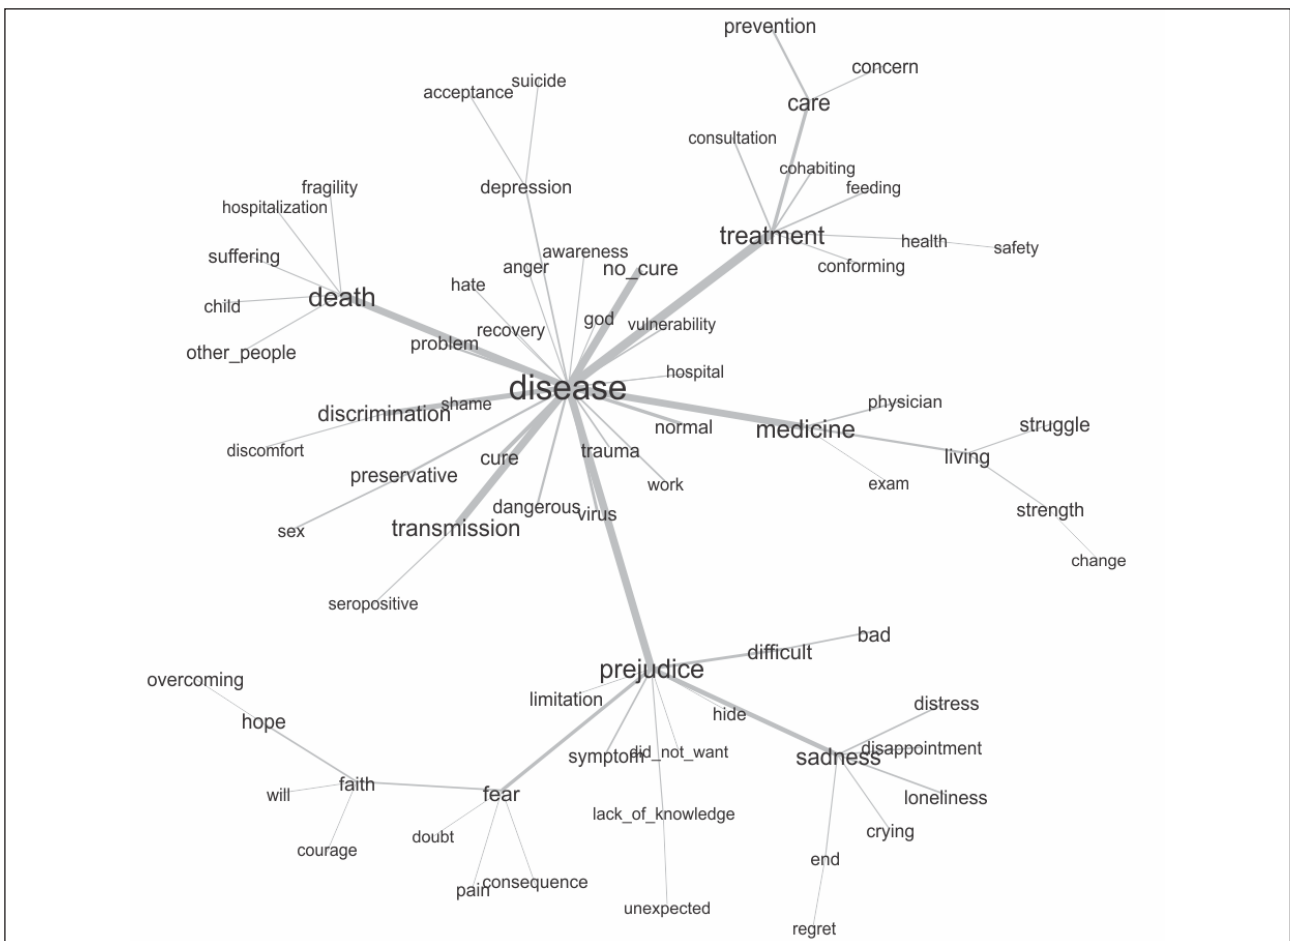 prevention
concern
suicide
acceptance
care
consultation
cohabiting
fragility
depression
feeding
hospitalization
treatment
health
safety
suffering
awareness
anger
no_cure
conforming
hate
death
child
god
vulnerability
recovery
problem
other_people
hospital
disease
physician
shame
discrimination
normal
medicine
struggle
discomfort
cure
trauma
living
preservative
work
exam
dangerous
virus
strength
sex
transmission
change
seropositive
bad
difficult
prejudice
overcoming
limitation
distress
hide
hope
symptom
did_not_want
sadness
disappointment
faith
will
fear
loneliness
lack_of_knowledge
doubt
crying
courage
end
pain
consequence
unexpected
regret